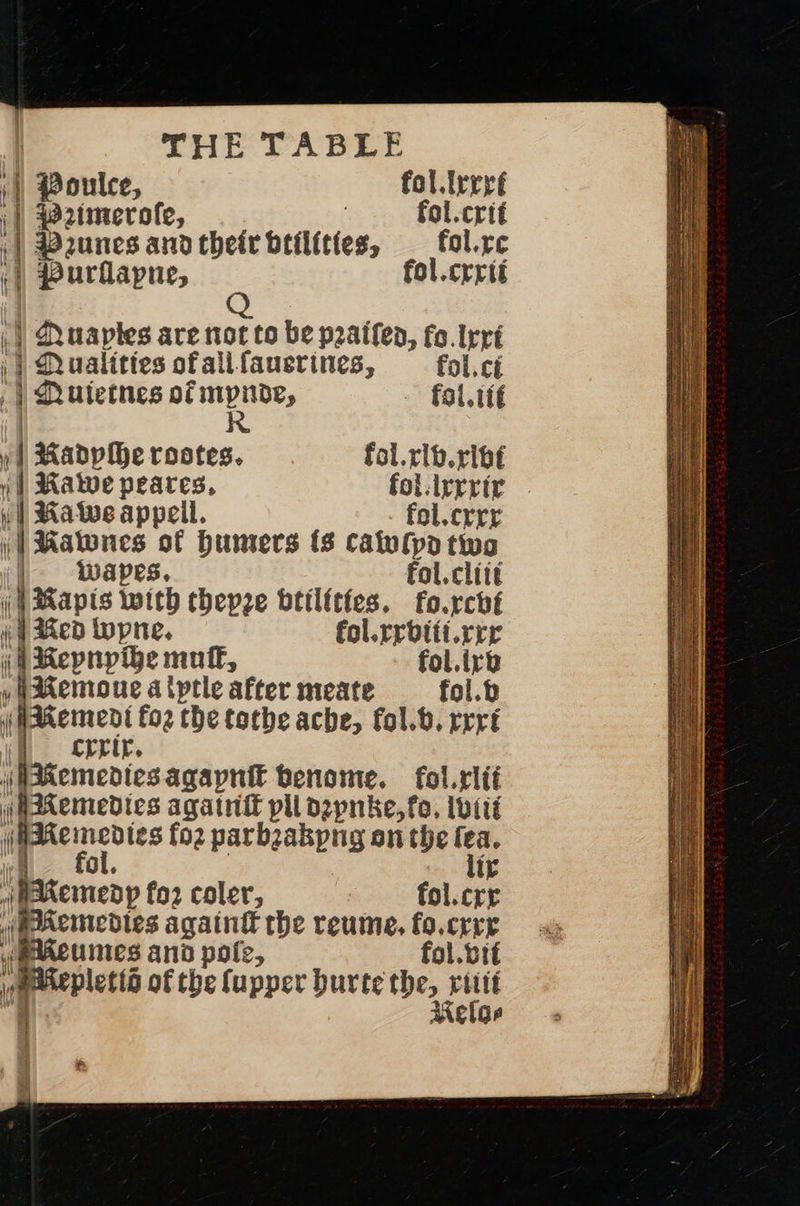 THE TABLE
Poulce, fol.lxxxi
Primerose, fol.cxii
Prunes and their vtilities, fol.xc
Purslayne, fol.cxxii
Q
Quayles are not to be praised, fo.lxxi
Qualities of all sauerines, fol.ci
Quietnes of mynde, fol.iii
R
Radyshe rootes. fol.xlv.xlvi
Rawe peares, fol.lxxxix
Rawe appell. fol.cxxx
Rawnes of humers is cawsyd two
wayes. fol.cliii
Rapis with theyre vtilities. fo.xcvi
Red wyne. fol.xxviii.xxx
Reynyshe must, fol.lxv
Remoue a lytle after meate fol.v
Remedi for the tothe ache, fol.v. xxxi
cxxix.
Remedies agaynst venome. fol.xlii
Remedies against yll drynke,fo. lviii
Remedies for parbrakyng on the sea.
fol. lix
Remedy for coler, fol.cxx
Remedies against the reume. fo.cxxx
Reumes and pose, fol.vii
Repletiō of the supper hurte the, xiiii
Relas